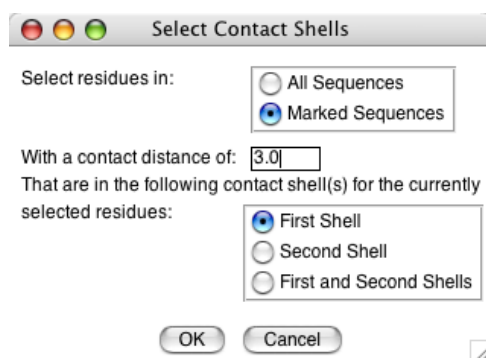 Select Contact Shells
Select residues in:
All Sequences
Marked Sequences
With a contact distance of: 3.0
That are in the following contact shell(s) for the currently
selected residues:
First Shell
Second Shell
First and Second Shells
OK Cancel